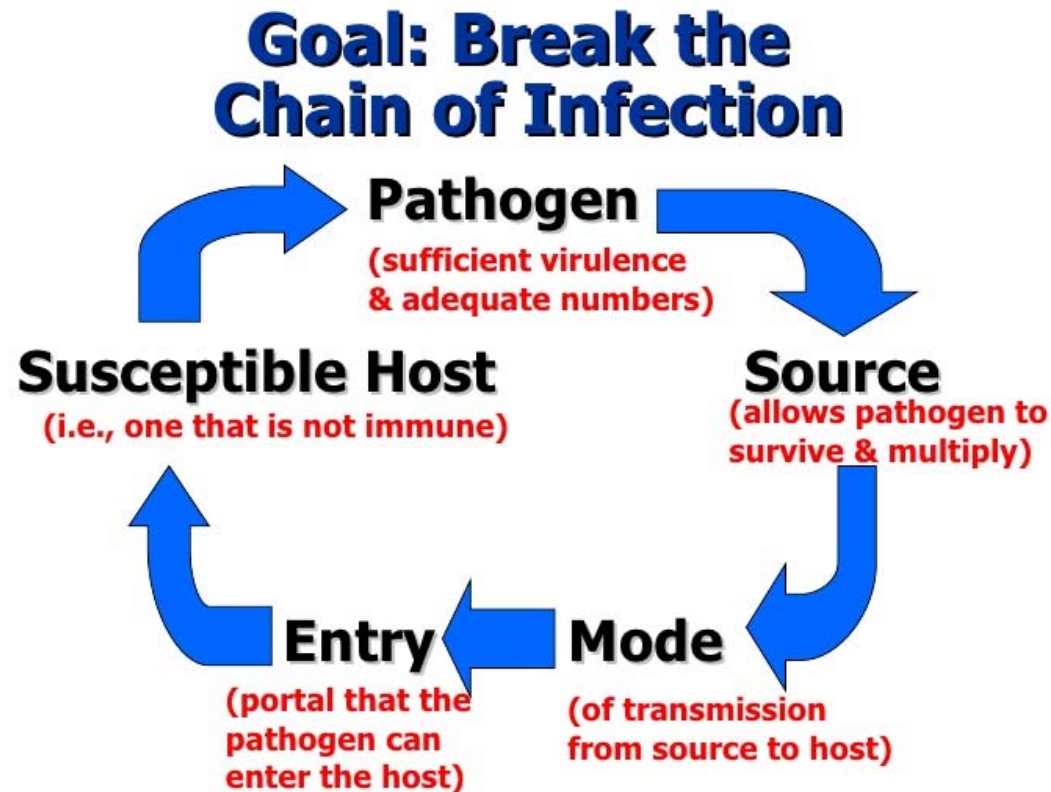 Goal: Break the
Chain of Infection
Pathogen
(sufficient virulence
& adequate numbers)
Source
(allows pathogen to
survive & multiply)
Mode
(of transmission
from source to host)
Entry
(portal that the
pathogen can
enter the host)
Susceptible Host
(i.e., one that is not immune)